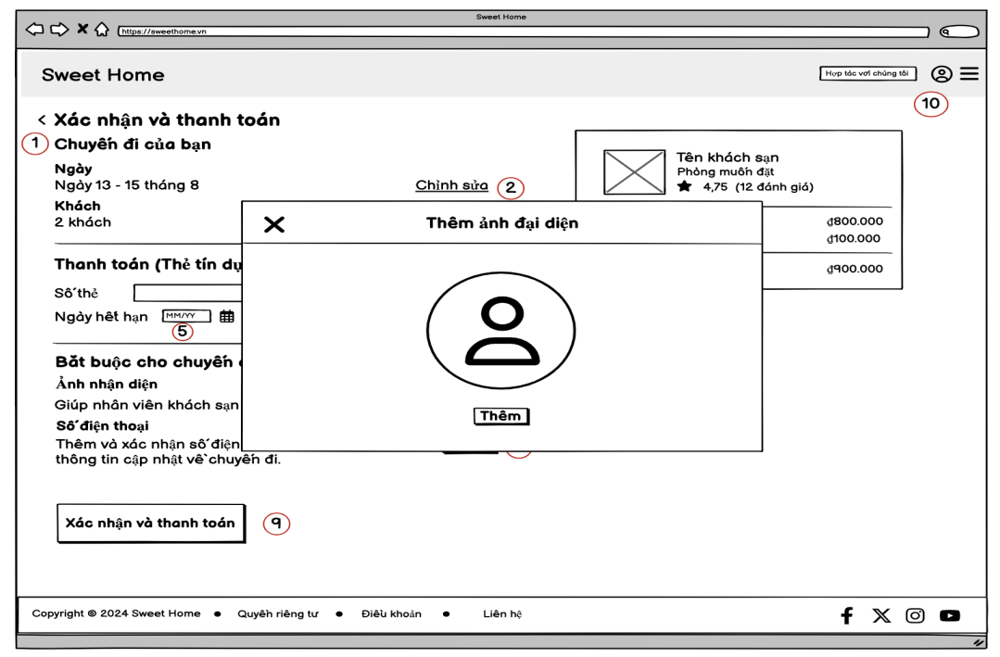 Sweet Home
https://sweethome.vn
Sweet Home
Hợp tác với chúng tôi
10
< Xác nhận và thanh toán
1 Chuyến đi của bạn
Ngày
Ngày 13 - 15 tháng 8
Chỉnh sửa 2
Khách
2 khách
Tên khách sạn
Phòng muốn đặt
★ 4,75 (12 đánh giá)
₫800.000
₫100.000
₫900.000
Thêm ảnh đại diện
Thêm
Thanh toán (Thẻ tín dụ
Số thẻ
Ngày hết hạn MM/YY
5
Bắt buộc cho chuyến
Ảnh nhận diện
Giúp nhân viên khách sạn
Số điện thoại
Thêm và xác nhận số điện
thông tin cập nhật về chuyến đi.
Xác nhận và thanh toán 9
Copyright © 2024 Sweet Home ● Quyền riêng tư ● Điều khoản ● Liên hệ